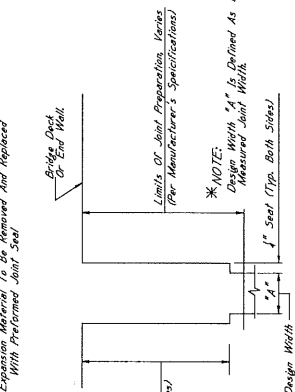 Expansion Material To Be Removed And Replaced
With Preformed Joint Seal
Bridge Deck
Or End Wall.
Limits Of Joint Preparation, Varies
(Per Manufacturer's Speicifications)
* NOTE:
Design Width "A" Is Defined As
Measured Joint Width.
" Seat (Typ. Both Sides)
"A"
Design Width